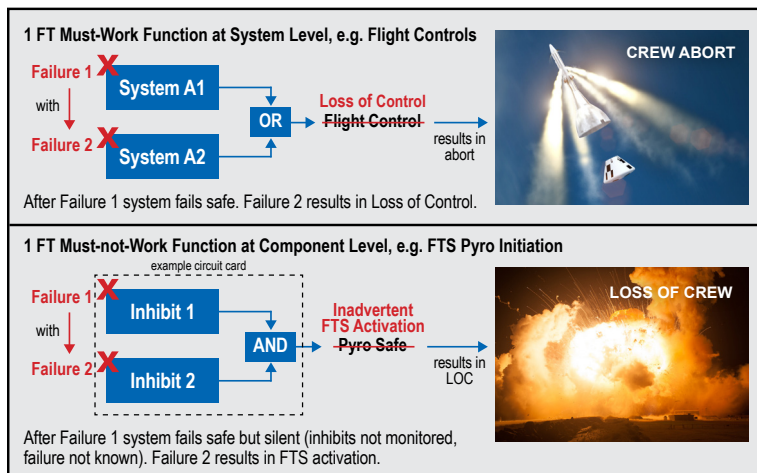 1 FT Must-Work Function at System Level, e.g. Flight Controls
CREW ABORT
Failure 1
X
System A1
with
Loss of Control
OR
Flight Control
Failure 2
X
System A2
results in
abort
After Failure 1 system fails safe. Failure 2 results in Loss of Control.
1 FT Must-not-Work Function at Component Level, e.g. FTS Pyro Initiation
example circuit card
LOSS OF CREW
Failure 1
X
Inhibit 1
with
Inadvertent
FTS Activation
AND
Pyro Safe
Failure 2
X
Inhibit 2
results in
LOC
After Failure 1 system fails safe but silent (inhibits not monitored,
failure not known). Failure 2 results in FTS activation.